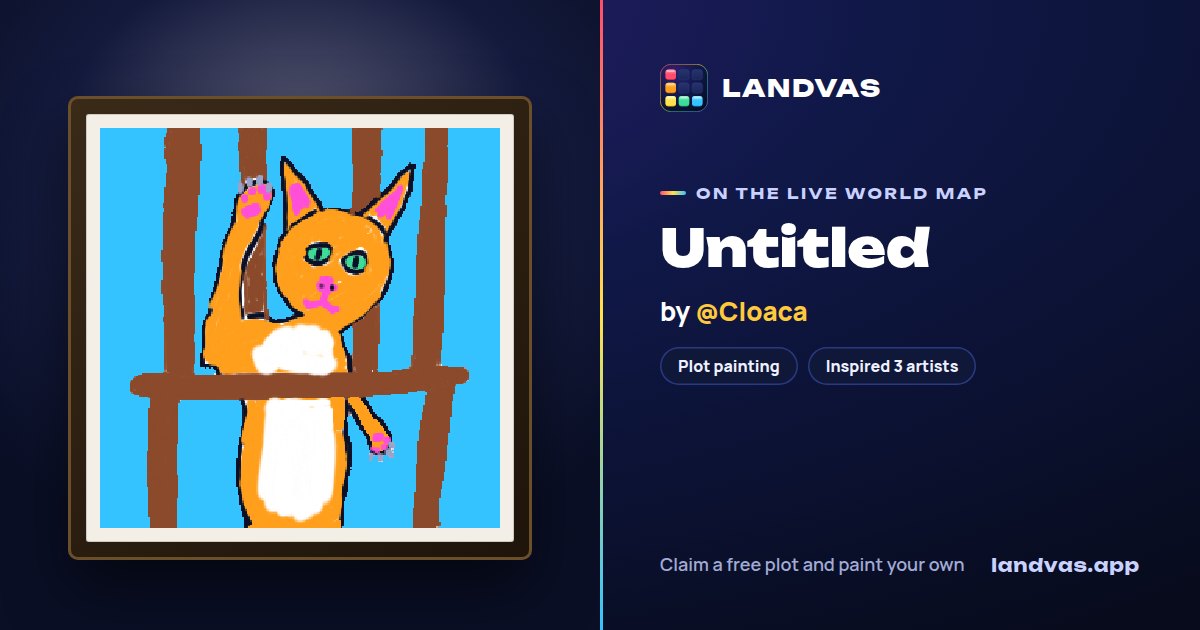 LANDVAS
ON THE LIVE WORLD MAP
Untitled
by @Cloaca
Plot painting
Inspired 3 artists
Claim a free plot and paint your own
landvas.app